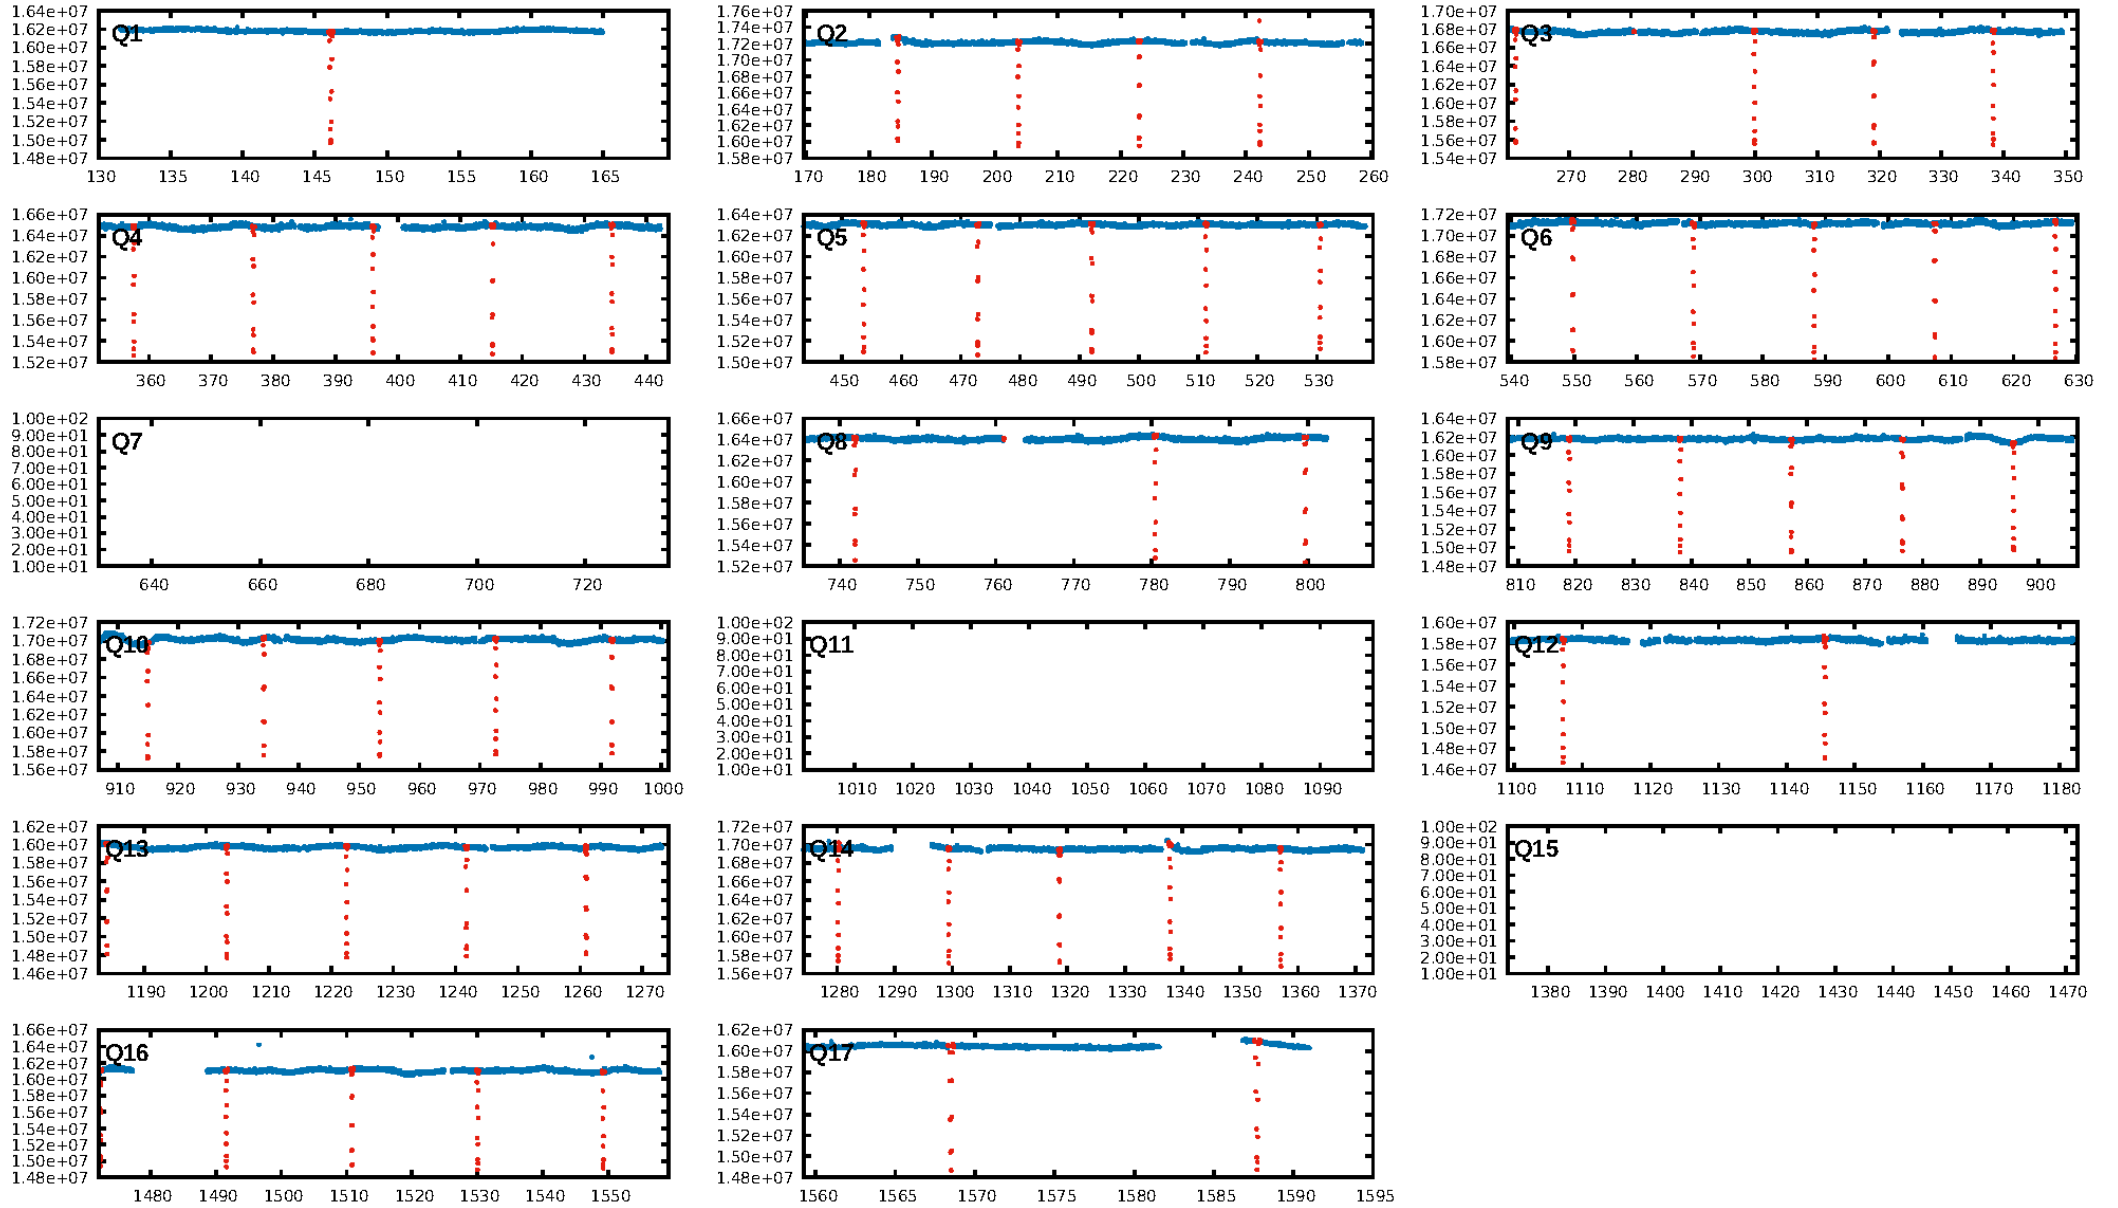 Q1
1.64e+07
1.62e+07
1.60e+07
1.58e+07
1.56e+07
1.54e+07
1.52e+07
1.50e+07
1.48e+07
130 135 140 145 150 155 160 165
Q2
1.76e+07
1.74e+07
1.72e+07
1.70e+07
1.68e+07
1.66e+07
1.64e+07
1.62e+07
1.60e+07
1.58e+07
170 180 190 200 210 220 230 240 250 260
Q3
1.70e+07
1.68e+07
1.66e+07
1.64e+07
1.62e+07
1.60e+07
1.58e+07
1.56e+07
1.54e+07
270 280 290 300 310 320 330 340 350
Q4
1.66e+07
1.64e+07
1.62e+07
1.60e+07
1.58e+07
1.56e+07
1.54e+07
1.52e+07
360 370 380 390 400 410 420 430 440
Q5
1.64e+07
1.62e+07
1.60e+07
1.58e+07
1.56e+07
1.54e+07
1.52e+07
1.50e+07
450 460 470 480 490 500 510 520 530
Q6
1.72e+07
1.70e+07
1.68e+07
1.66e+07
1.64e+07
1.62e+07
1.60e+07
1.58e+07
540 550 560 570 580 590 600 610 620 630
Q7
1.00e+02
9.00e+01
8.00e+01
7.00e+01
6.00e+01
5.00e+01
4.00e+01
3.00e+01
2.00e+01
1.00e+01
640 660 680 700 720
Q8
1.66e+07
1.64e+07
1.62e+07
1.60e+07
1.58e+07
1.56e+07
1.54e+07
1.52e+07
740 750 760 770 780 790 800
Q9
1.64e+07
1.62e+07
1.60e+07
1.58e+07
1.56e+07
1.54e+07
1.52e+07
1.50e+07
1.48e+07
810 820 830 840 850 860 870 880 890 900
Q10
1.72e+07
1.70e+07
1.68e+07
1.66e+07
1.64e+07
1.62e+07
1.60e+07
1.58e+07
1.56e+07
910 920 930 940 950 960 970 980 990 1000
Q11
1.00e+02
9.00e+01
8.00e+01
7.00e+01
6.00e+01
5.00e+01
4.00e+01
3.00e+01
2.00e+01
1.00e+01
1010 1020 1030 1040 1050 1060 1070 1080 1090
Q12
1.60e+07
1.58e+07
1.56e+07
1.54e+07
1.52e+07
1.50e+07
1.48e+07
1.46e+07
1100 1110 1120 1130 1140 1150 1160 1170 1180
Q13
1.62e+07
1.60e+07
1.58e+07
1.56e+07
1.54e+07
1.52e+07
1.50e+07
1.48e+07
1.46e+07
1190 1200 1210 1220 1230 1240 1250 1260 1270
Q14
1.72e+07
1.70e+07
1.68e+07
1.66e+07
1.64e+07
1.62e+07
1.60e+07
1.58e+07
1.56e+07
1280 1290 1300 1310 1320 1330 1340 1350 1360 1370
Q15
1.00e+02
9.00e+01
8.00e+01
7.00e+01
6.00e+01
5.00e+01
4.00e+01
3.00e+01
2.00e+01
1.00e+01
1380 1390 1400 1410 1420 1430 1440 1450 1460 1470
Q16
1.66e+07
1.64e+07
1.62e+07
1.60e+07
1.58e+07
1.56e+07
1.54e+07
1.52e+07
1.50e+07
1.48e+07
1480 1490 1500 1510 1520 1530 1540 1550
Q17
1.62e+07
1.60e+07
1.58e+07
1.56e+07
1.54e+07
1.52e+07
1.50e+07
1.48e+07
1560 1565 1570 1575 1580 1585 1590 1595